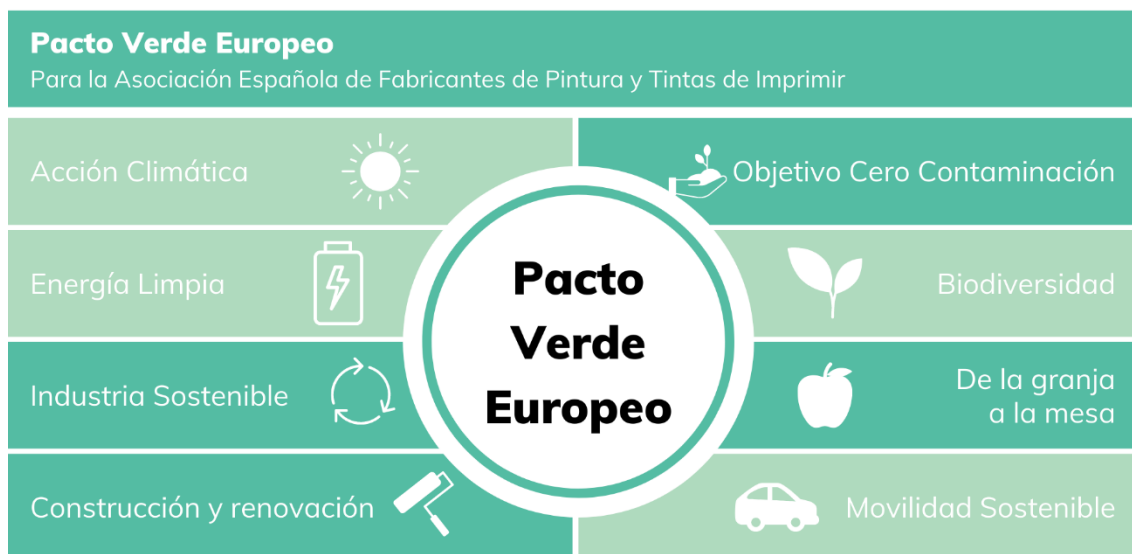 Pacto Verde Europeo
Para la Asociación Española de Fabricantes de Pintura y Tintas de Imprimir
Acción Climática
Objetivo Cero Contaminación
Energía Limpia
Biodiversidad
Pacto
Verde
Europeo
Industria Sostenible
De la granja
a la mesa
Construcción y renovación
Movilidad Sostenible